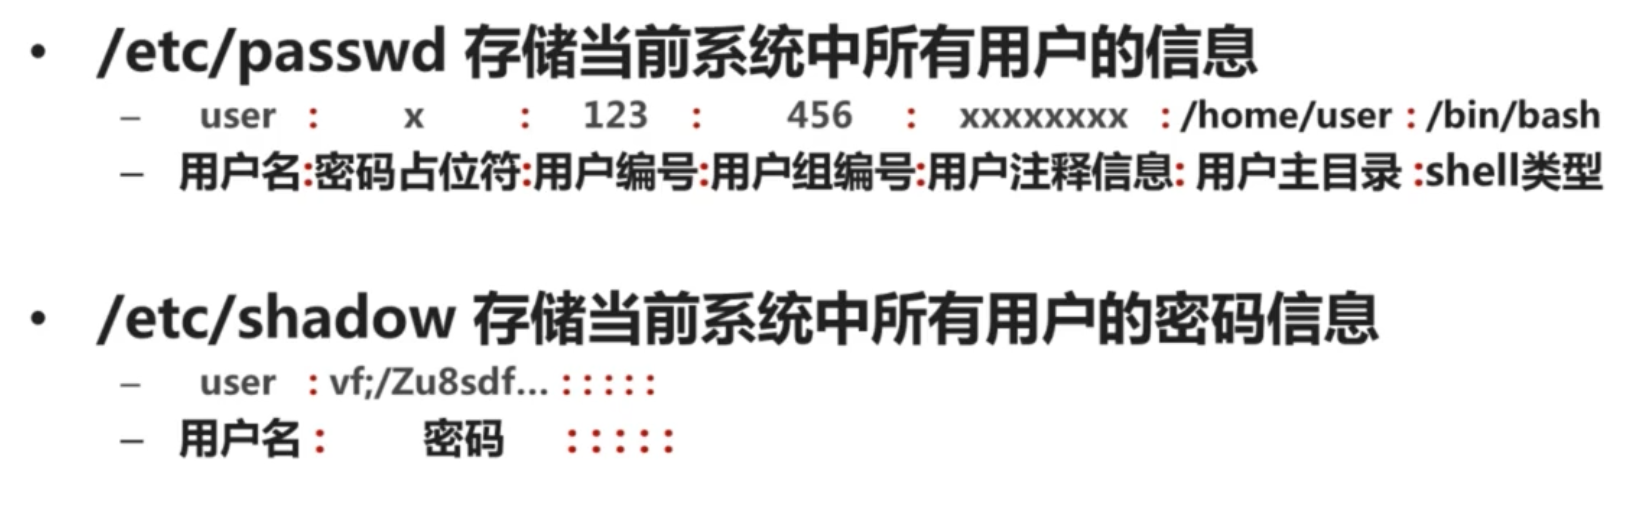 • /etc/passwd 存储当前系统中所有用户的信息
– user : x : 123 : 456 : xxxxxxxx : /home/user : /bin/bash
– 用户名:密码占位符:用户编号:用户组编号:用户注释信息: 用户主目录 :shell类型
• /etc/shadow 存储当前系统中所有用户的密码信息
– user : vf;/Zu8sdf... : : : : :
– 用户名 : 密码 : : : : :